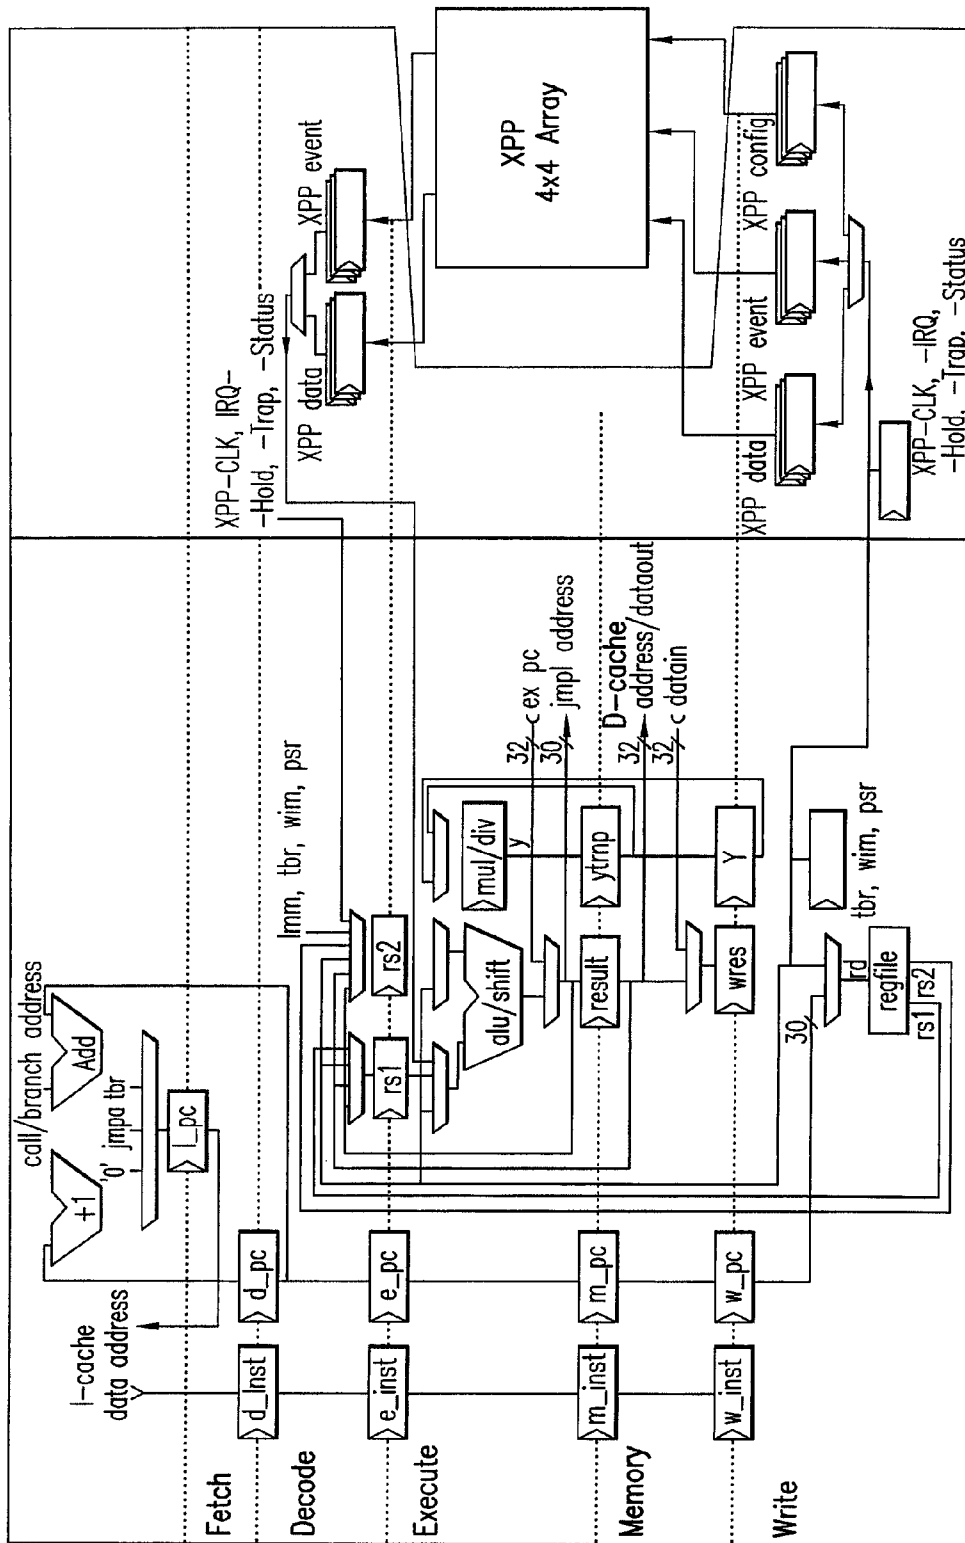 Fetch
Decode
Execute
Memory
Write
I-cache
data address
call/branch address
+1
Add
'0' jmpa tbr
I_pc
d_Inst
d_pc
e_inst
e_pc
m_inst
m_pc
w_inst
w_pc
Imm, tbr, wim, psr
rs1
rs2
alu/shift
mul/div
y
32
ex pc
30
jmpl address
result
ytmp
D-cache
32
address/dataout
32
datain
wres
Y
30
rd
regfile
rs1 rs2
tbr, wim, psr
XPP-CLK, IRQ-
-Hold, -Trap, -Status
XPP data
XPP event
XPP
4x4 Array
XPP data
XPP event
XPP config
XPP-CLK, -IRQ,
-Hold, -Trap, -Status